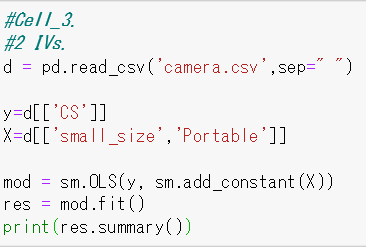 #Cell_3.
#2 IVs.
d = pd.read_csv('camera.csv',sep=" ")
y=d[['CS']]
X=d[['small_size','Portable']]
mod = sm.OLS(y, sm.add_constant(X))
res = mod.fit()
print(res.summary())